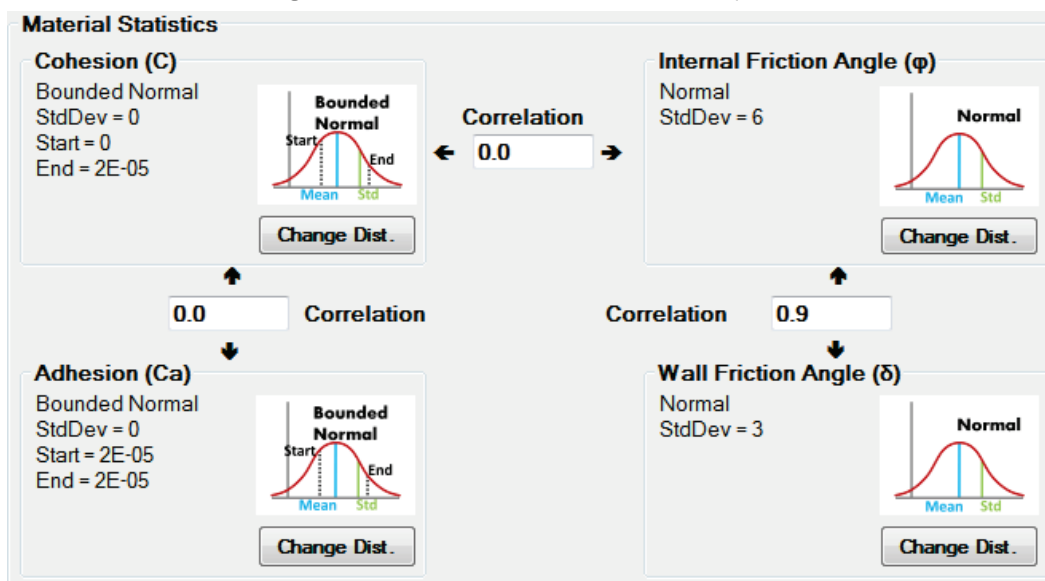 Material Statistics
Cohesion (C)
Bounded Normal
StdDev = 0
Start = 0
End = 2E-05
Bounded
Normal
Start
End
Mean Std
Change Dist.
Correlation
0.0
Internal Friction Angle (φ)
Normal
StdDev = 6
Normal
Mean Std
Change Dist.
0.0 Correlation
Correlation 0.9
Adhesion (Ca)
Bounded Normal
StdDev = 0
Start = 2E-05
End = 2E-05
Bounded
Normal
Start
End
Mean Std
Change Dist.
Wall Friction Angle (δ)
Normal
StdDev = 3
Normal
Mean Std
Change Dist.